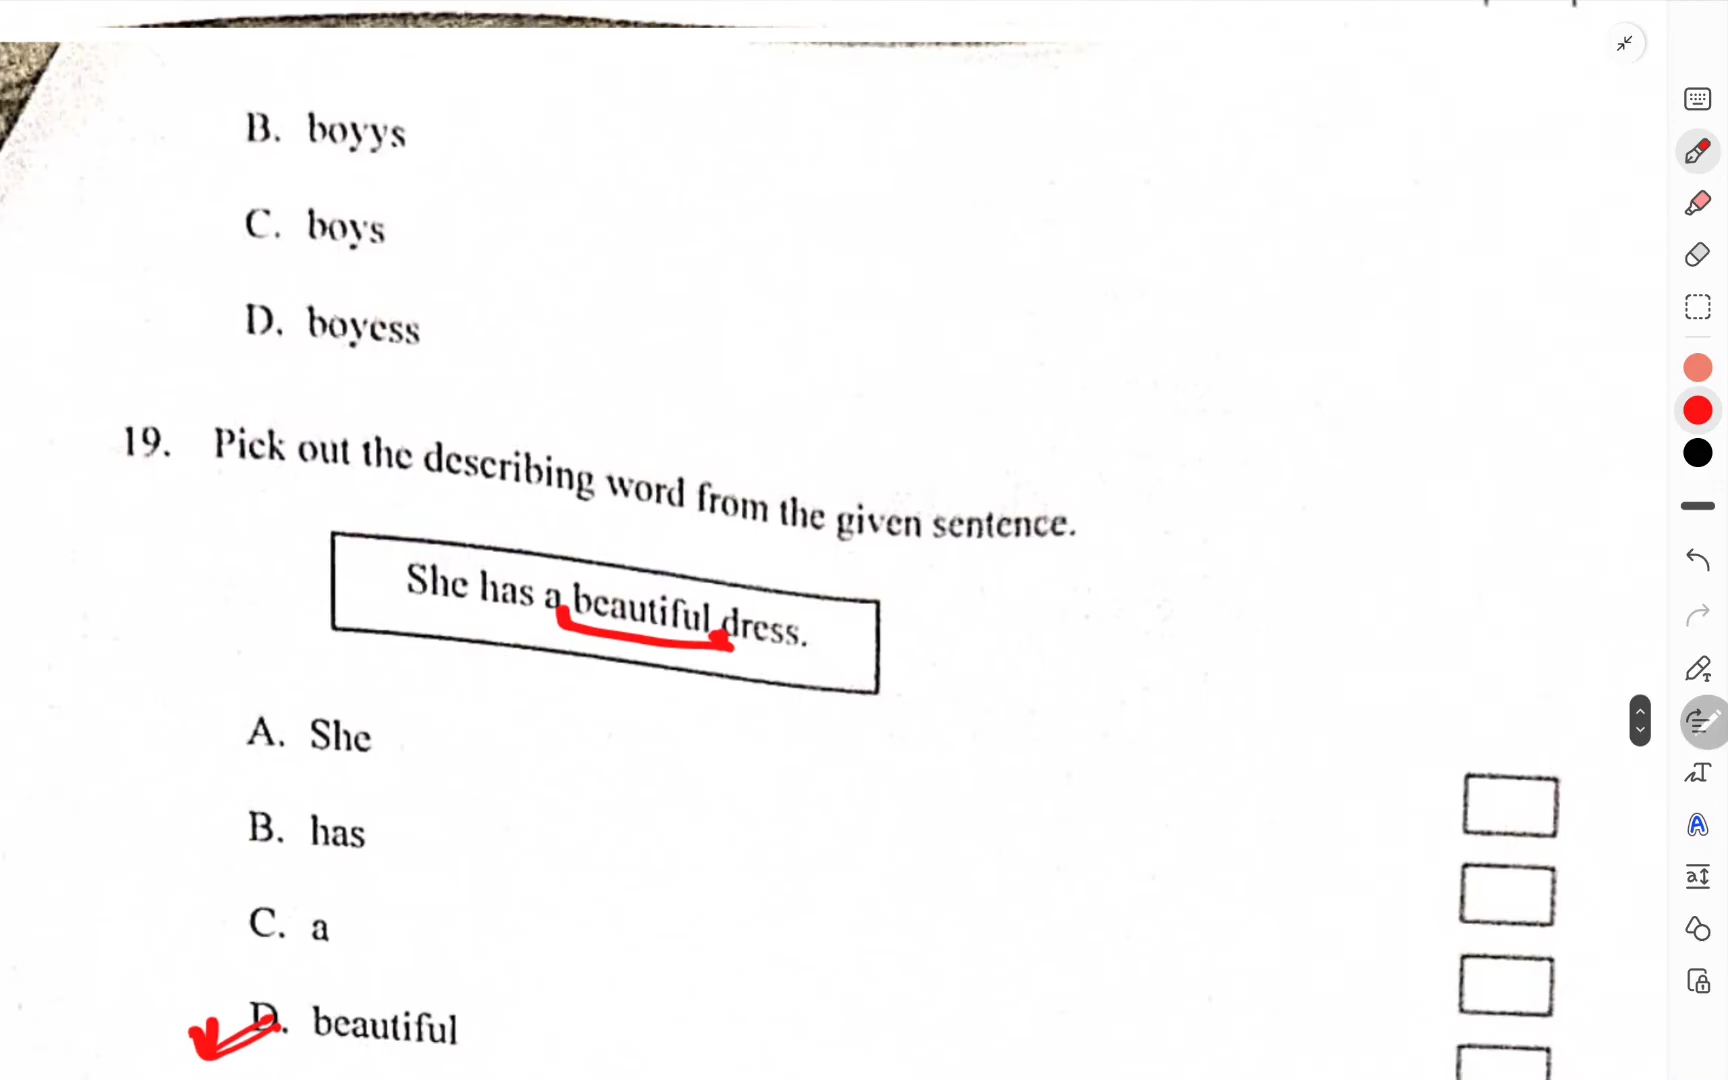 B. boyys
C. boys
D. boyess
19. Pick out the describing word from the given sentence.
She has a beautiful dress.
A. She
B. has
C. a
D. beautiful